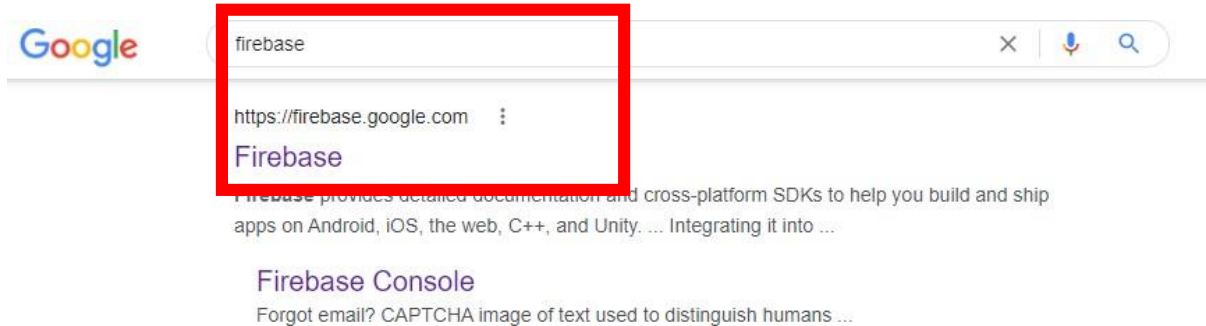 Google
firebase
https://firebase.google.com
Firebase
Firebase provides detailed documentation and cross-platform SDKs to help you build and ship
apps on Android, iOS, the web, C++, and Unity. ... Integrating it into ...
Firebase Console
Forgot email? CAPTCHA image of text used to distinguish humans ...